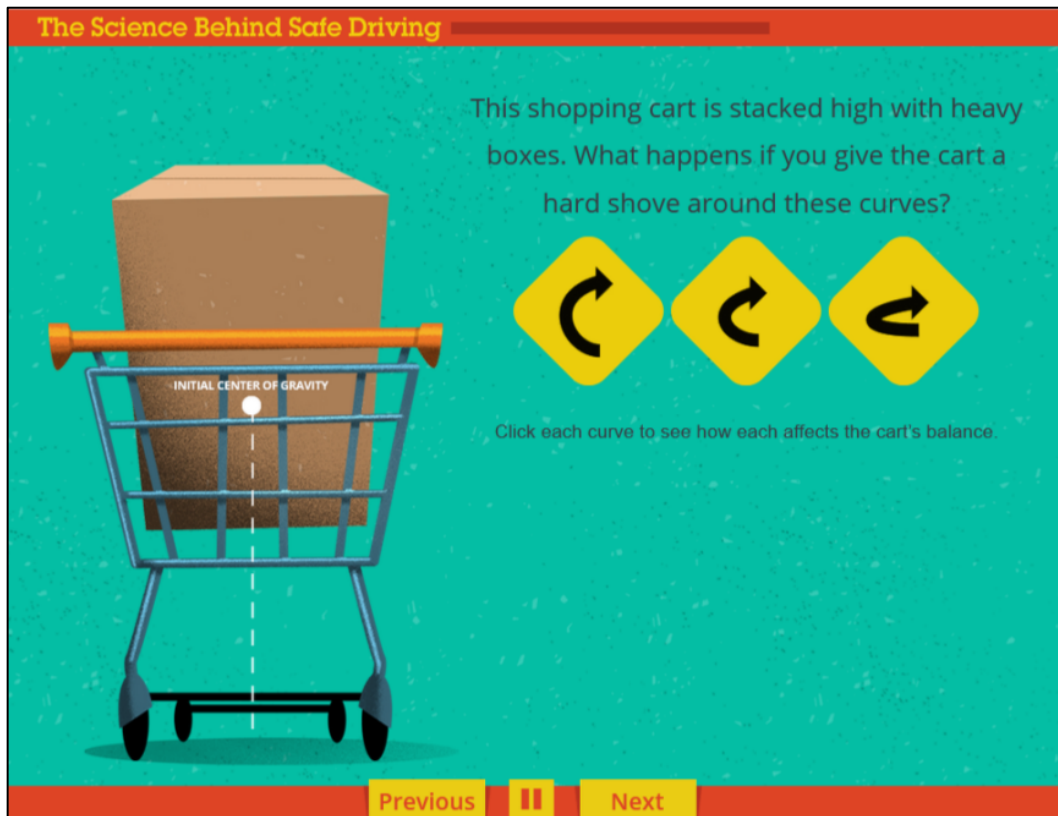 The Science Behind Safe Driving
This shopping cart is stacked high with heavy
boxes. What happens if you give the cart a
hard shove around these curves?
INITIAL CENTER OF GRAVITY
Click each curve to see how each affects the cart's balance.
Previous
Next